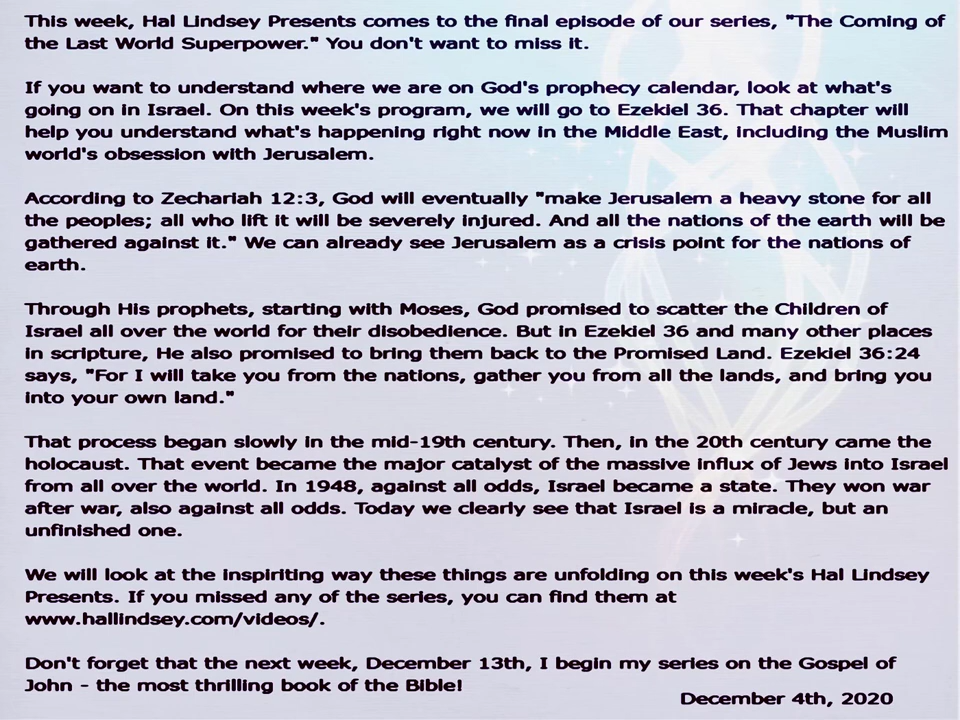 This week, Hal Lindsey Presents comes to the final episode of our series, "The Coming of
the Last World Superpower." You don't want to miss it.
If you want to understand where we are on God's prophecy calendar, look at what's
going on in Israel. On this week's program, we will go to Ezekiel 36. That chapter will
help you understand what's happening right now in the Middle East, including the Muslim
world's obsession with Jerusalem.
According to Zechariah 12:3, God will eventually "make Jerusalem a heavy stone for all
the peoples; all who lift it will be severely injured. And all the nations of the earth will be
gathered against it." We can already see Jerusalem as a crisis point for the nations of
earth.
Through His prophets, starting with Moses, God promised to scatter the Children of
Israel all over the world for their disobedience. But in Ezekiel 36 and many other places
in scripture, He also promised to bring them back to the Promised Land. Ezekiel 36:24
says, "For I will take you from the nations, gather you from all the lands, and bring you
into your own land."
That process began slowly in the mid-19th century. Then, in the 20th century came the
holocaust. That event became the major catalyst of the massive influx of Jews into Israel
from all over the world. In 1948, against all odds, Israel became a state. They won war
after war, also against all odds. Today we clearly see that Israel is a miracle, but an
unfinished one.
We will look at the inspiriting way these things are unfolding on this week's Hal Lindsey
Presents. If you missed any of the series, you can find them at
www.hallindsey.com/videos/.
Don't forget that the next week, December 13th, I begin my series on the Gospel of
John - the most thrilling book of the Bible!
December 4th, 2020